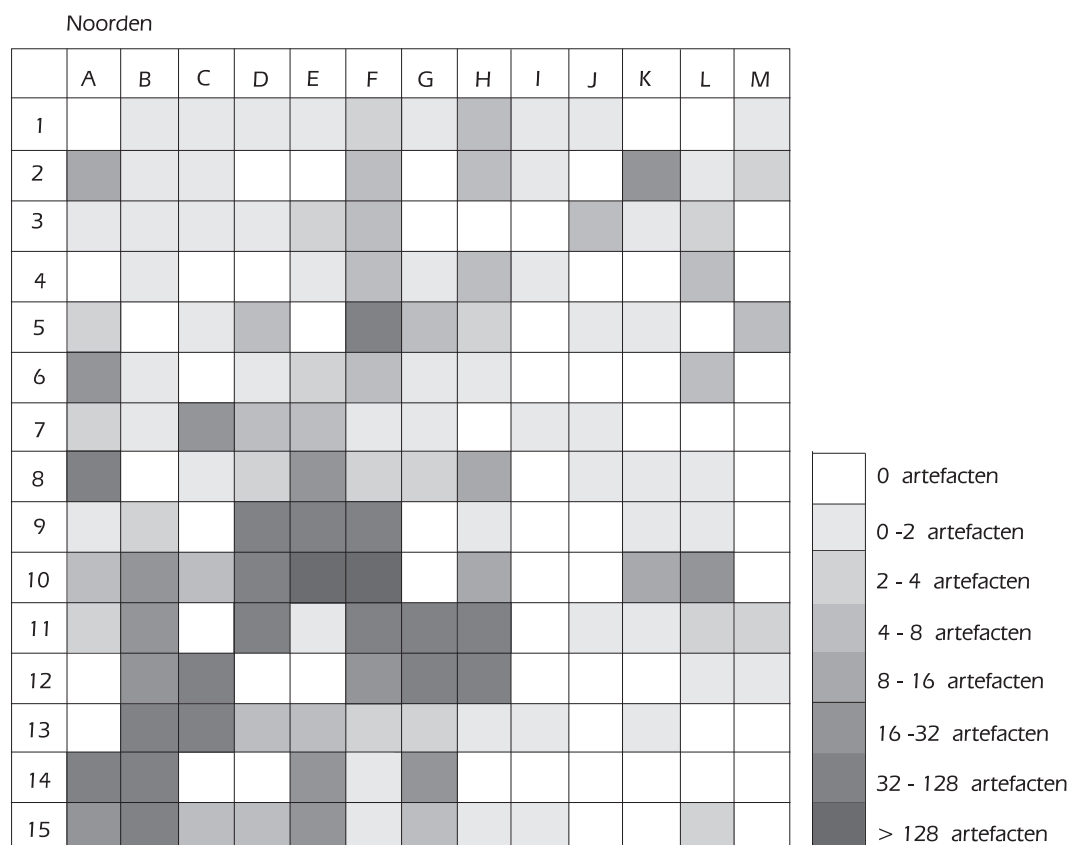 Noorden
A B C D E F G H I J K L M
1
2
3
4
5
6
7
8
9
10
11
12
13
14
15
0 artefacten
0 -2 artefacten
2 - 4 artefacten
4 - 8 artefacten
8 - 16 artefacten
16 -32 artefacten
32 - 128 artefacten
> 128 artefacten